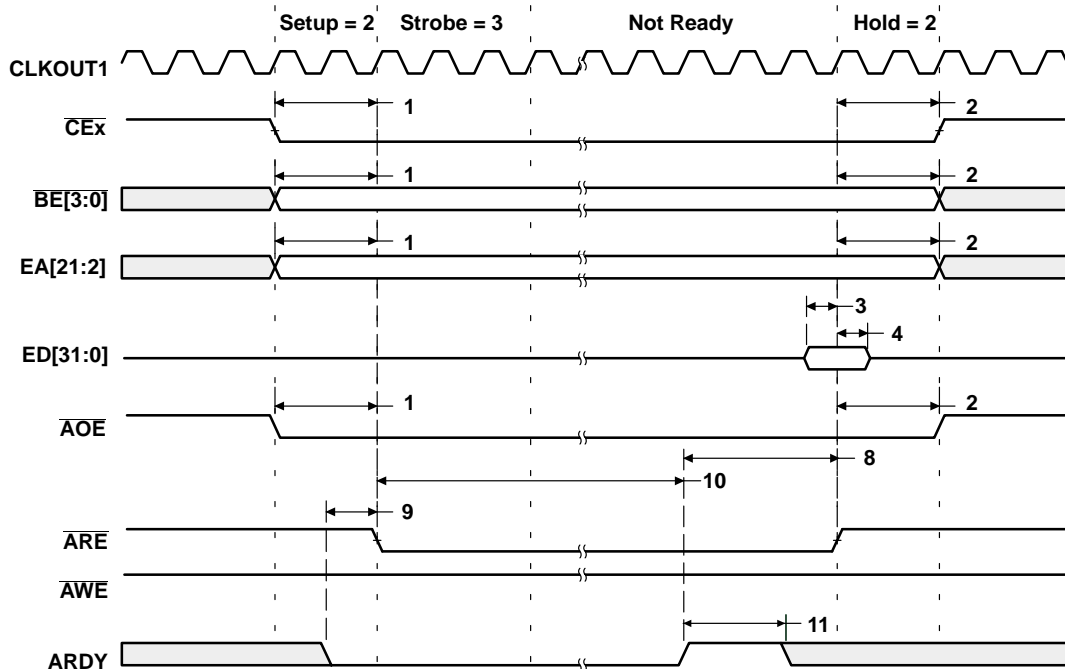 Setup = 2 Strobe = 3 Not Ready Hold = 2
CLKOUT1
CEx 1 2
BE[3:0] 1 2
EA[21:2] 1 2
3
4
ED[31:0]
AOE 1 2
8
10
9
ARE
AWE
11
ARDY